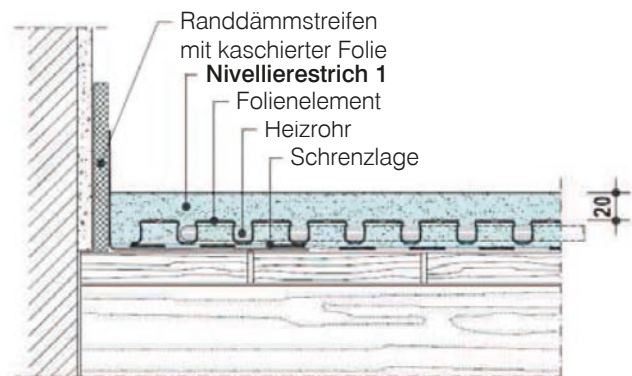 Randdämmstreifen
mit kaschierter Folie
Nivellierestrich 1
Folienelement
Heizrohr
Schrenzlage
20